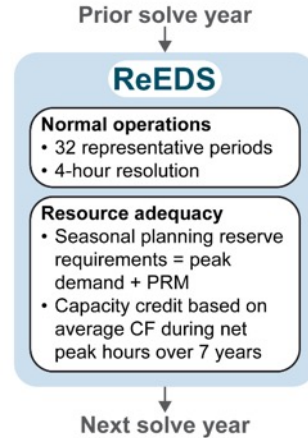 Prior solve year
ReEDS
Normal operations
• 32 representative periods
• 4-hour resolution
Resource adequacy
• Seasonal planning reserve
requirements = peak
demand + PRM
• Capacity credit based on
average CF during net
peak hours over 7 years
Next solve year